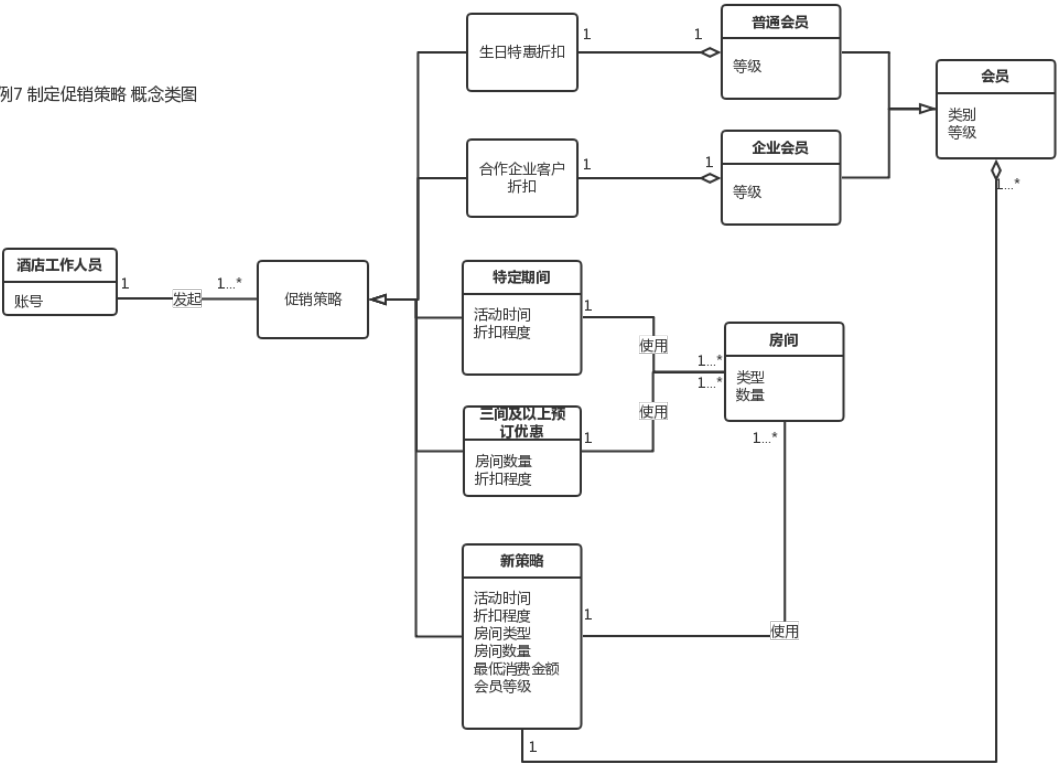 例7 制定促销策略 概念类图
生日特惠折扣
1
1
普通会员
等级
会员
类别
等级
1...*
合作企业客户
折扣
1
1
企业会员
等级
酒店工作人员
账号
1
发起
1...*
促销策略
特定期间
活动时间
折扣程度
1
使用
1...*
1...*
使用
房间
类型
数量
1...*
三间及以上预
订优惠
房间数量
折扣程度
1
新策略
活动时间
折扣程度
房间类型
房间数量
最低消费金额
会员等级
1
使用
1